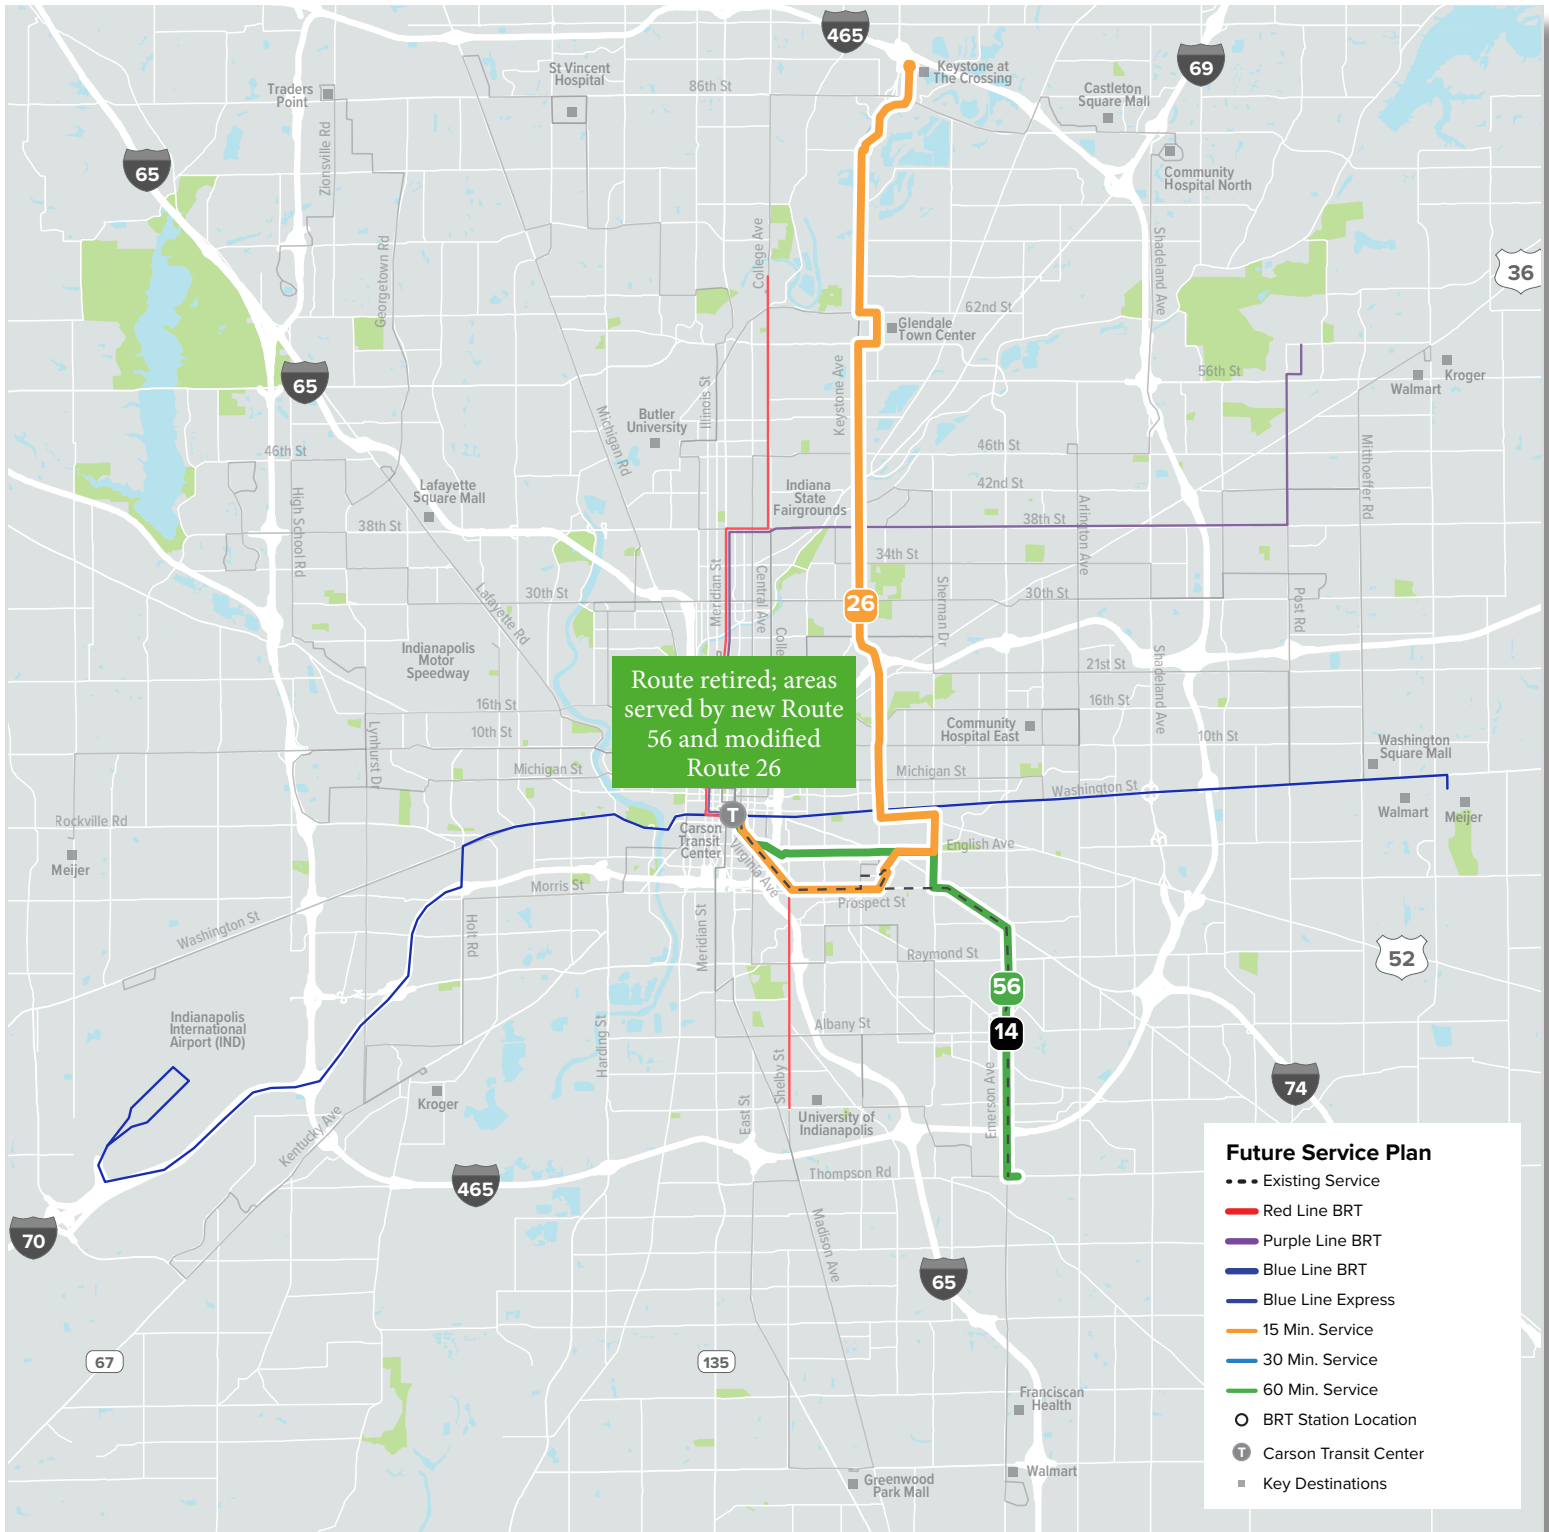 465
Keystone at
The Crossing
69
St Vincent
Hospital
86th St
Traders
Point
Castleton
Square Mall
65
Zionsville Rd
Community
Hospital North
College Ave
Shadeland Ave
Georgetown Rd
36
62nd St
Glendale
Town Center
65
56th St
Kroger
Walmart
Illinois St
Keystone Ave
Michigan Rd
Butler
University
46th St
46th St
Mitthoeffer Rd
Lafayette
Square Mall
Indiana
State
Fairgrounds
42nd St
High School Rd
38th St
38th St
Arlington Ave
34th St
Meridian St
Central Ave
Sherman Dr
30th St
30th St
Post Rd
26
Lafayette Rd
Colle
Indianapolis
Motor
Speedway
21st St
Shadeland Ave
Route retired; areas
served by new Route
56 and modified
Route 26
16th St
16th St
10th St
Lynhurst Dr
Community
Hospital East
10th St
Washington
Square Mall
Michigan St
Michigan St
Washington St
Walmart
Meijer
T
Rockville Rd
Carson
Transit
Center
Virginia Ave
English Ave
Meijer
Morris St
Prospect St
Washington St
Holt Rd
Meridian St
Raymond St
52
56
14
Indianapolis
International
Airport (IND)
Albany St
Harding St
Shelby St
Emerson Ave
74
Kroger
East St
University of
Indianapolis
Kentucky Ave
Thompson Rd
465
70
Madison Ave
65
67
135
Franciscan
Health
Walmart
Greenwood
Park Mall
Future Service Plan
Existing Service
Red Line BRT
Purple Line BRT
Blue Line BRT
Blue Line Express
15 Min. Service
30 Min. Service
60 Min. Service
BRT Station Location
T
Carson Transit Center
Key Destinations